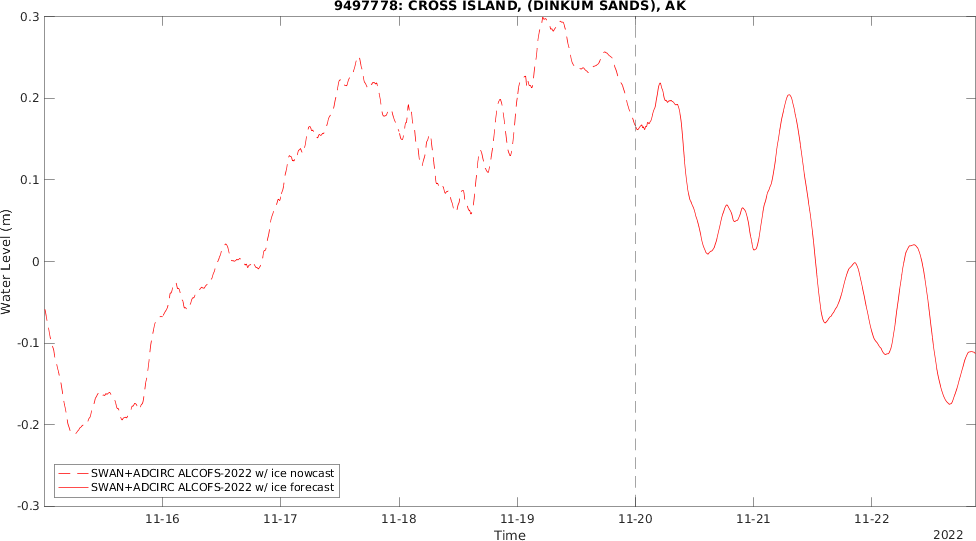 9497778: CROSS ISLAND, (DINKUM SANDS), AK
0.3
0.2
0.1
0
-0.1
-0.2
-0.3
Water Level (m)
SWAN+ADCIRC ALCOFS-2022 w/ ice nowcast
SWAN+ADCIRC ALCOFS-2022 w/ ice forecast
11-16 11-17 11-18 11-19 11-20 11-21 11-22
Time
2022